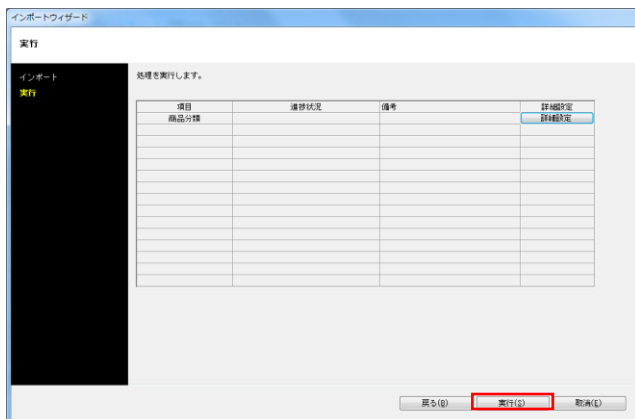 インポートウィザード
実行
インポート
実行
処理を実行します。
項目 進捗状況 備考 詳細設定
商品分類 詳細設定
戻る(B) 実行(S) 取消(E)